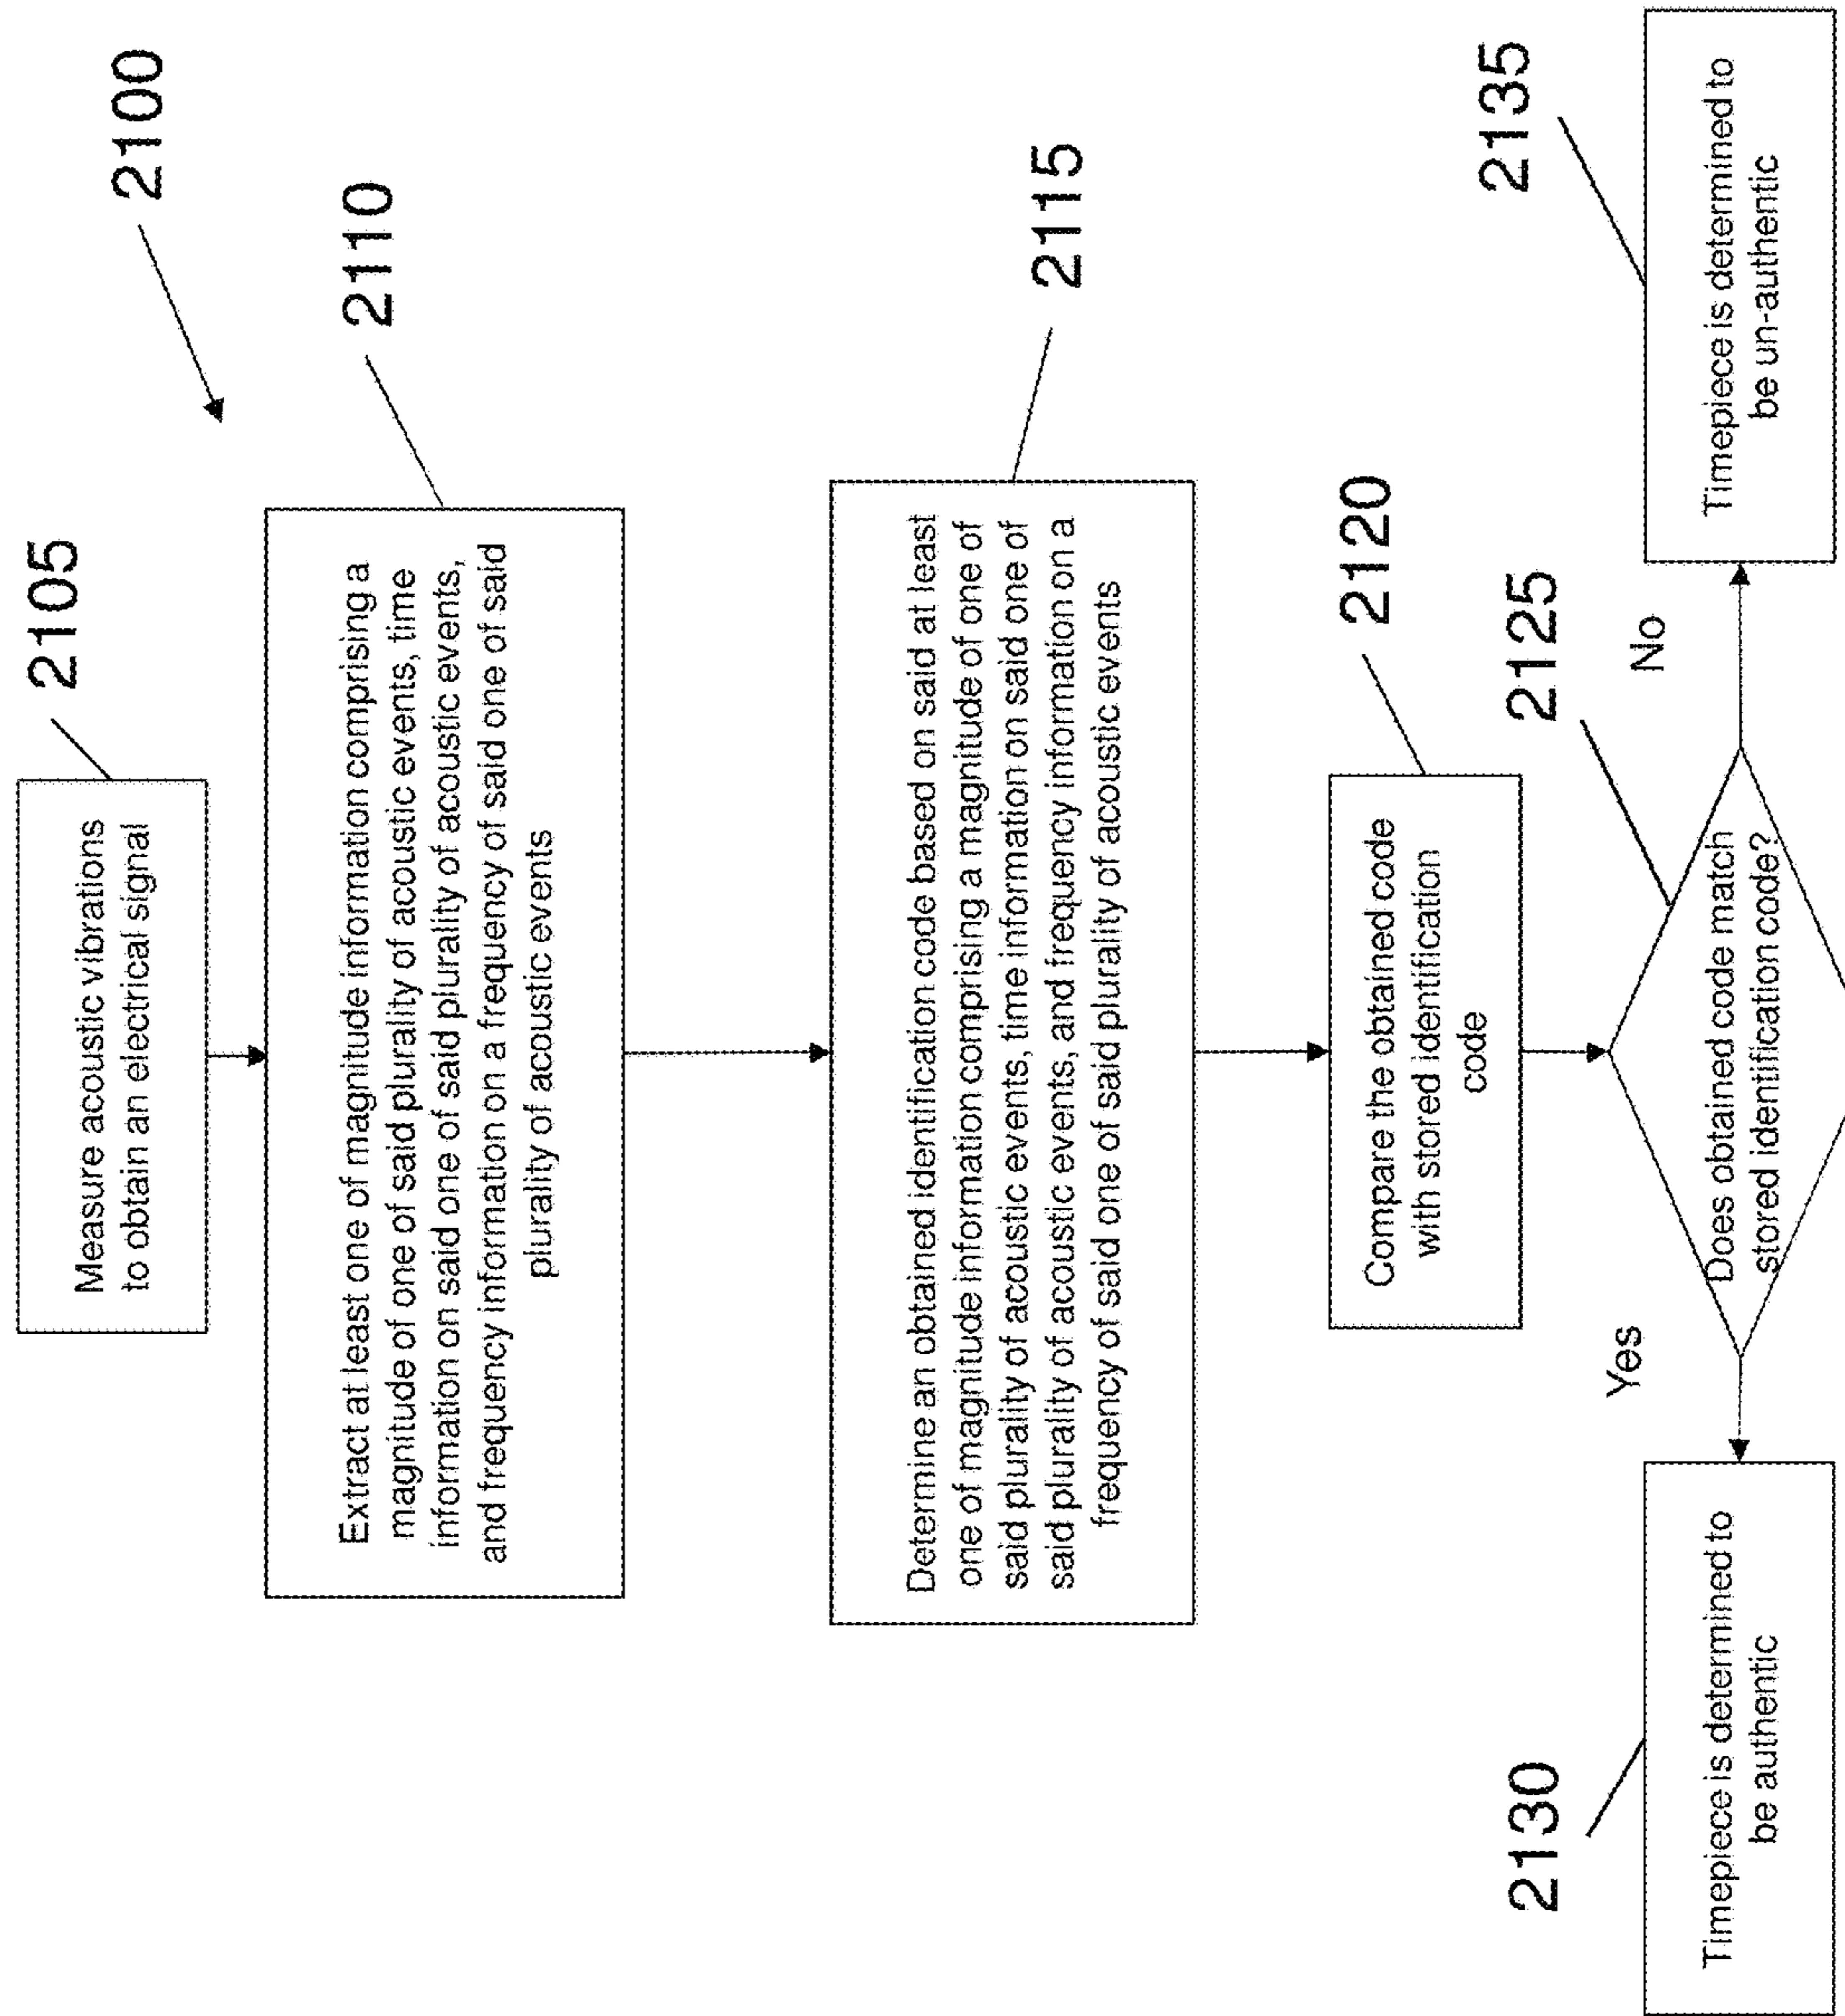 2100
2105
Measure acoustic vibrations
to obtain an electrical signal
2110
Extract at least one of magnitude information comprising a
magnitude of one of said plurality of acoustic events, time
information on said one of said plurality of acoustic events,
and frequency information on a frequency of said one of said
plurality of acoustic events
2115
Determine an obtained identification code based on said at least
one of magnitude information comprising a magnitude of one of
said plurality of acoustic events, time information on said one of
said plurality of acoustic events, and frequency information on a
frequency of said one of said plurality of acoustic events
2120
Compare the obtained code
with stored identification
code
2125
Does obtained code match
stored identification code?
Yes
No
2130
Timepiece is determined to
be authentic
2135
Timepiece is determined to
be un-authentic